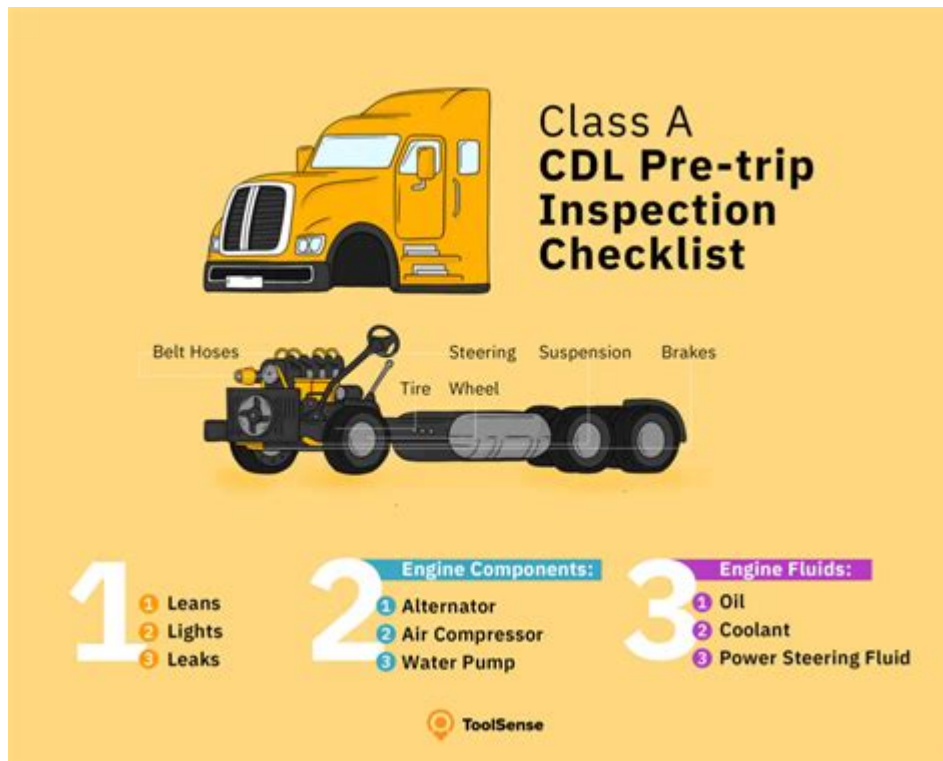 Class A
CDL Pre-trip
Inspection
Checklist
Belt Hoses
Steering
Suspension
Brakes
Tire
Wheel
1
1 Leans
2 Lights
3 Leaks
2
Engine Components:
1 Alternator
2 Air Compressor
3 Water Pump
3
Engine Fluids:
1 Oil
2 Coolant
3 Power Steering Fluid
ToolSense